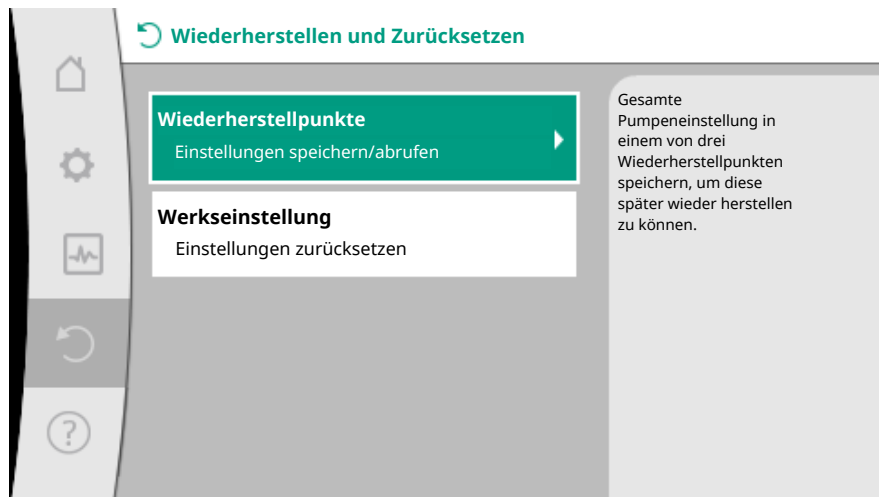 Wiederherstellen und Zurücksetzen
Wiederherstellpunkte
Einstellungen speichern/abrufen
Werkseinstellung
Einstellungen zurücksetzen
Gesamte
Pumpeneinstellung in
einem von drei
Wiederherstellpunkten
speichern, um diese
später wieder herstellen
zu können.
?